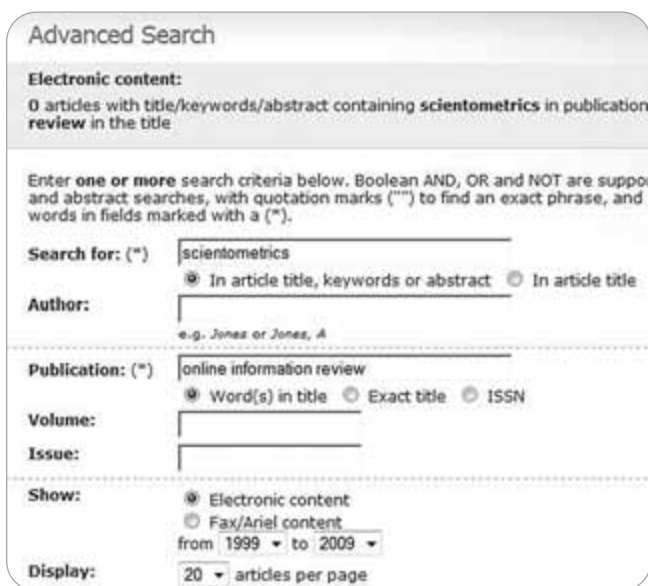 Advanced Search
Electronic content:
0 articles with title/keywords/abstract containing scientometrics in publication
review in the title
Enter one or more search criteria below. Boolean AND, OR and NOT are suppor
and abstract searches, with quotation marks ("") to find an exact phrase, and
words in fields marked with a (*).
Search for: (*) scientometrics
In article title, keywords or abstract In article title
Author:
e.g. Jones or Jones, A
Publication: (*) online information review
Word(s) in title Exact title ISSN
Volume:
Issue:
Show: Electronic content
Fax/Ariel content
from 1999 to 2009
Display: 20 articles per page